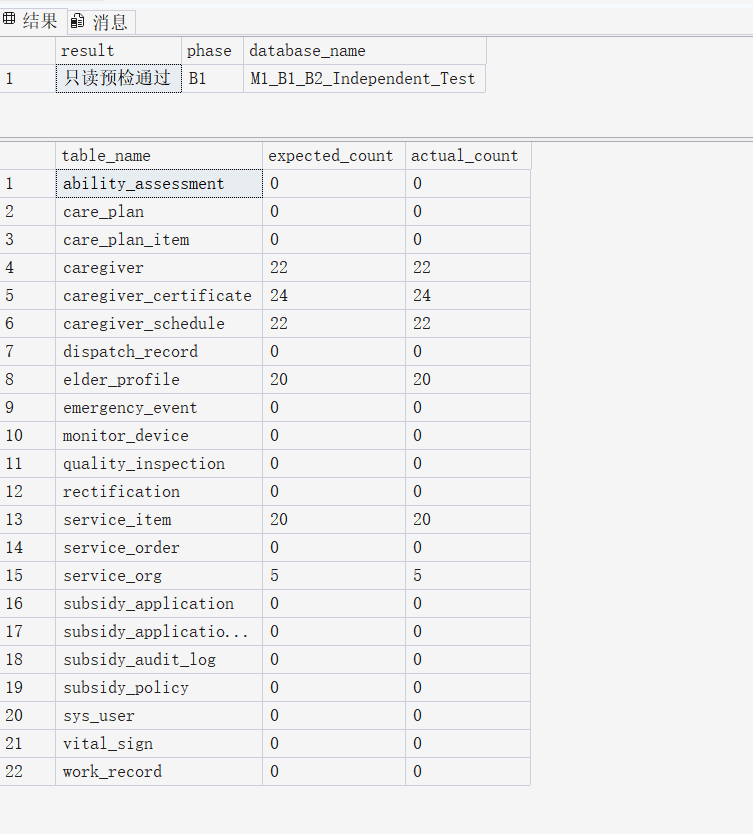 结果 消息
result phase database_name
1 只读预检通过 B1 M1_B1_B2_Independent_Test
table_name expected_count actual_count
1 ability_assessment 0 0
2 care_plan 0 0
3 care_plan_item 0 0
4 caregiver 22 22
5 caregiver_certificate 24 24
6 caregiver_schedule 22 22
7 dispatch_record 0 0
8 elder_profile 20 20
9 emergency_event 0 0
10 monitor_device 0 0
11 quality_inspection 0 0
12 rectification 0 0
13 service_item 20 20
14 service_order 0 0
15 service_org 5 5
16 subsidy_application 0 0
17 subsidy_applicatio... 0 0
18 subsidy_audit_log 0 0
19 subsidy_policy 0 0
20 sys_user 0 0
21 vital_sign 0 0
22 work_record 0 0